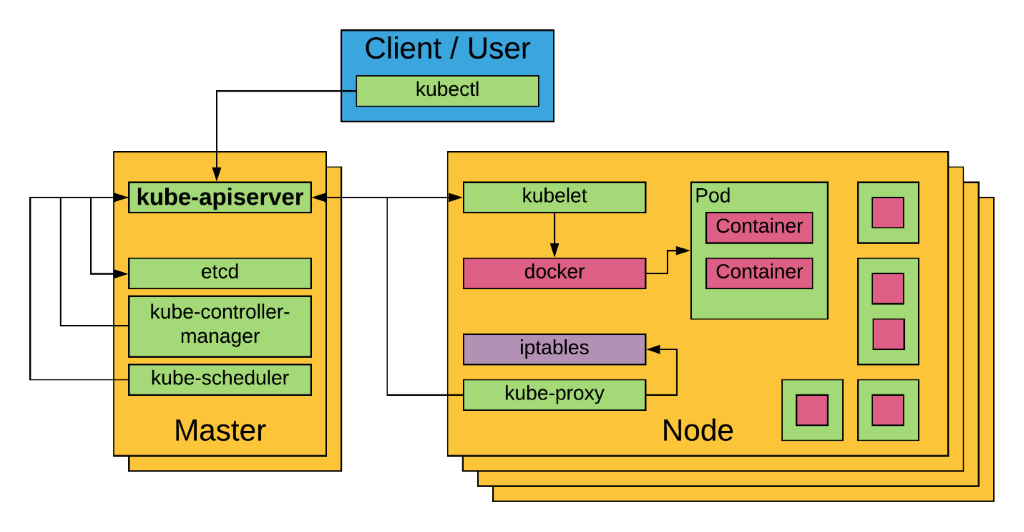 Client / User
kubectl
kube-apiserver
etcd
kube-controller-
manager
kube-scheduler
Master
kubelet
docker
iptables
kube-proxy
Pod
Container
Container
Node